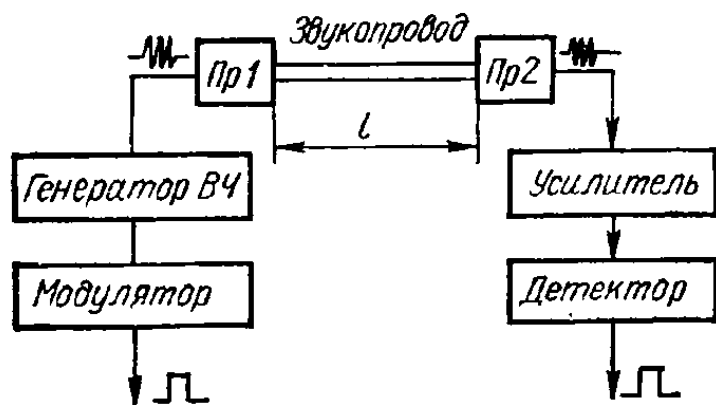 Звукопровод
Пр1
Пр2
l
Генератор ВЧ
Усилитель
Модулятор
Детектор